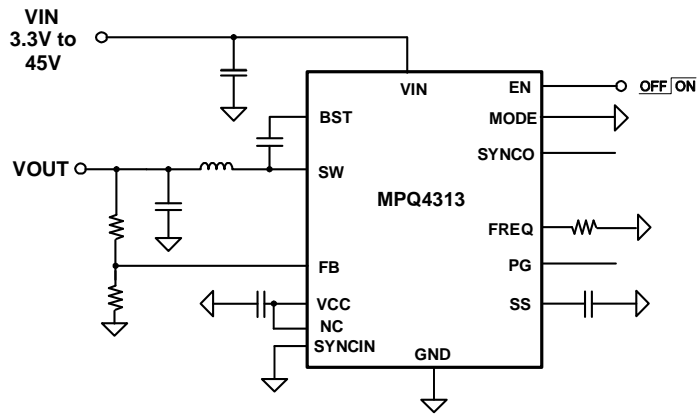 VIN
3.3V to
45V
VIN
EN
OFF ON
BST
MODE
SYNCO
VOUT
SW
MPQ4313
FREQ
FB
PG
VCC
SS
NC
SYNCIN
GND